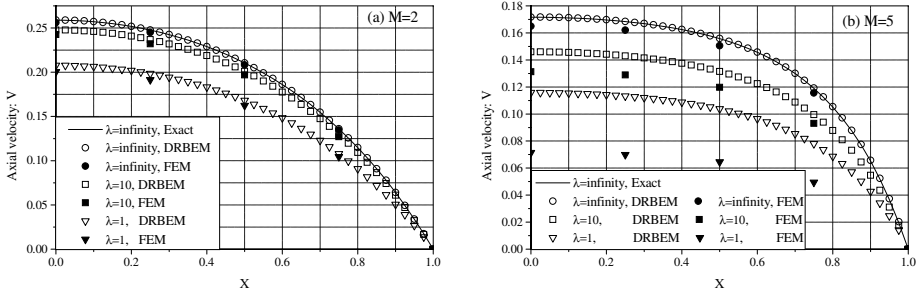 (a) M=2
0.25
0.20
0.15
0.10
0.05
0.00
Axial velocity: V
λ=infinity, Exact
λ=infinity, DRBEM
λ=infinity, FEM
λ=10, DRBEM
λ=10, FEM
λ=1, DRBEM
λ=1, FEM
0.0 0.2 0.4 0.6 0.8 1.0
X
(b) M=5
0.18
0.16
0.14
0.12
0.10
0.08
0.06
0.04
0.02
0.00
Axial velocity: V
λ=infinity, Exact
λ=infinity, DRBEM λ=infinity, FEM
λ=10, DRBEM λ=10, FEM
λ=1, DRBEM λ=1, FEM
0.0 0.2 0.4 0.6 0.8 1.0
X